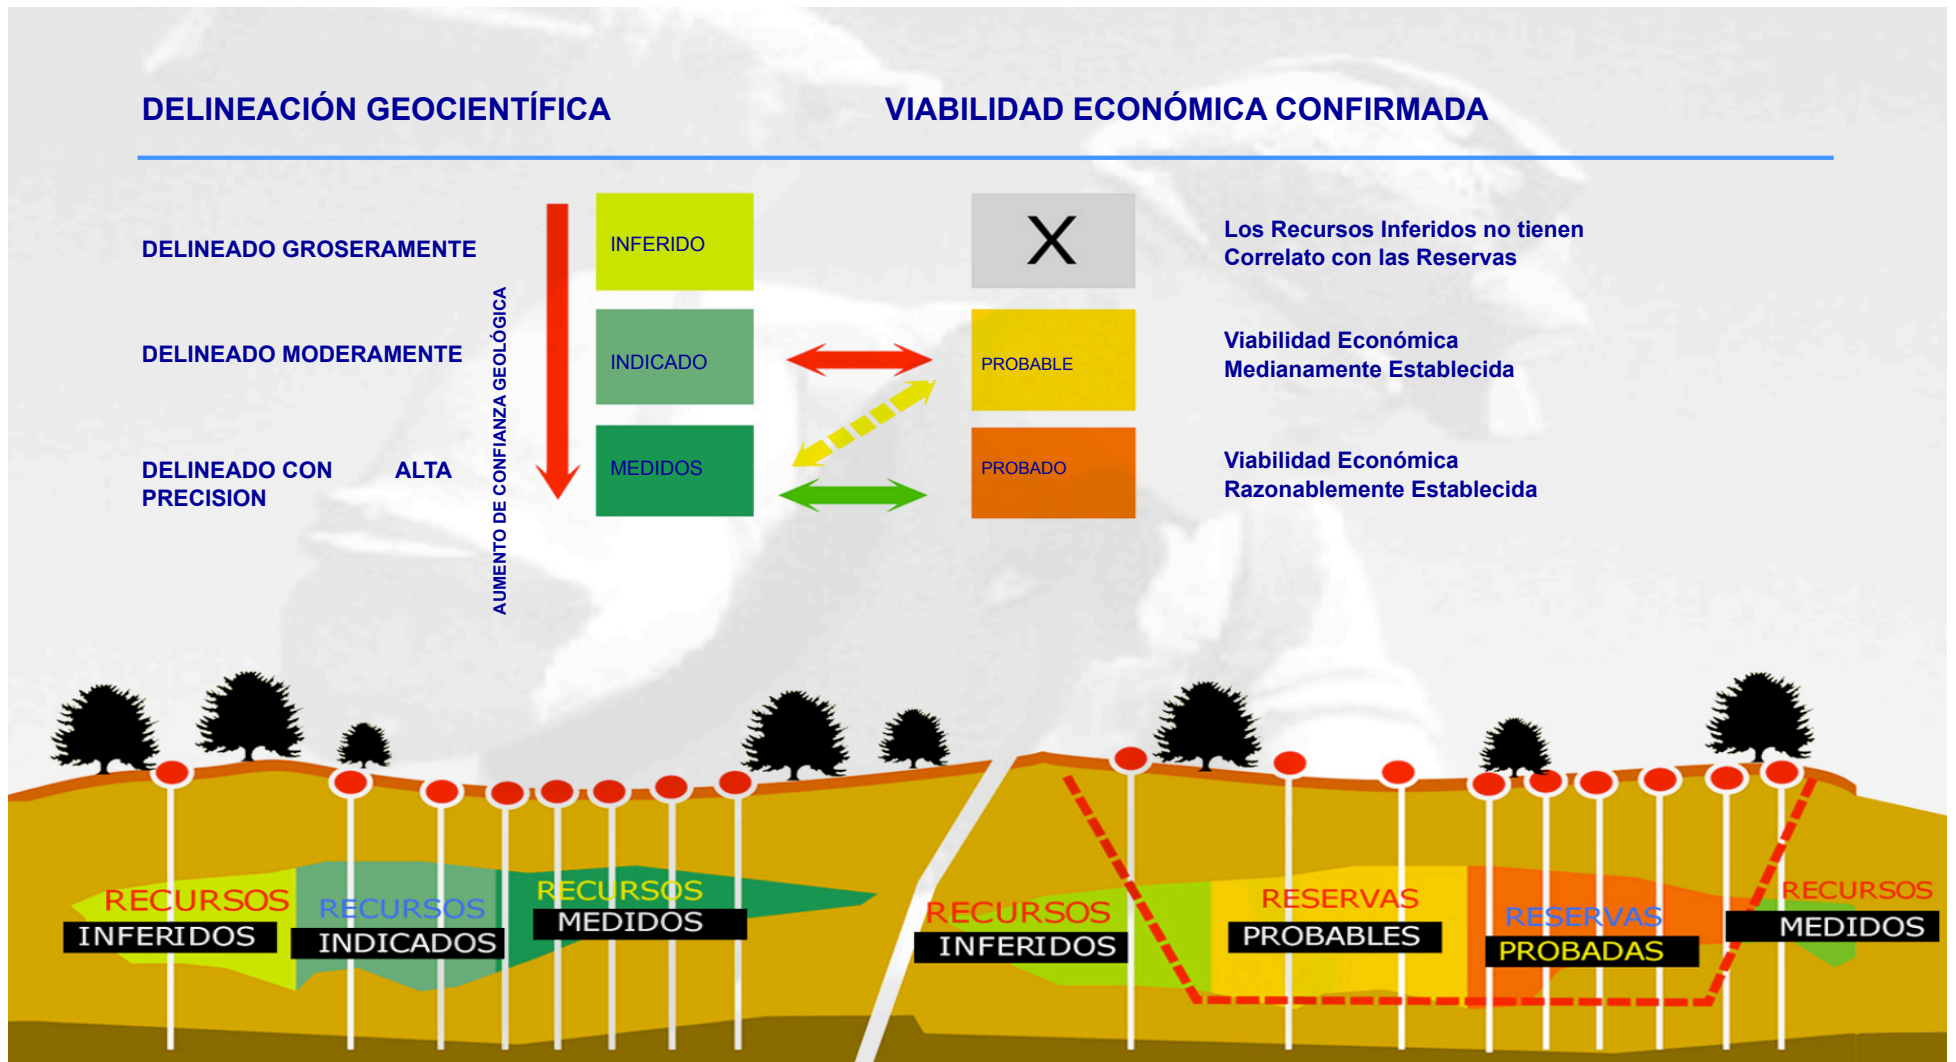 DELINEACIÓN GEOCIENTÍFICA
VIABILIDAD ECONÓMICA CONFIRMADA
DELINEADO GROSERAMENTE
INFERIDO
X
Los Recursos Inferidos no tienen
Correlato con las Reservas
AUMENTO DE CONFIANZA GEOLÓGICA
DELINEADO MODERAMENTE
INDICADO
PROBABLE
Viabilidad Económica
Medianamente Establecida
DELINEADO CON ALTA
PRECISION
MEDIDOS
PROBADO
Viabilidad Económica
Razonablemente Establecida
RECURSOS
INFERIDOS
RECURSOS
INDICADOS
RECURSOS
MEDIDOS
RECURSOS
INFERIDOS
RESERVAS
PROBABLES
RESERVAS
PROBADAS
RECURSOS
MEDIDOS